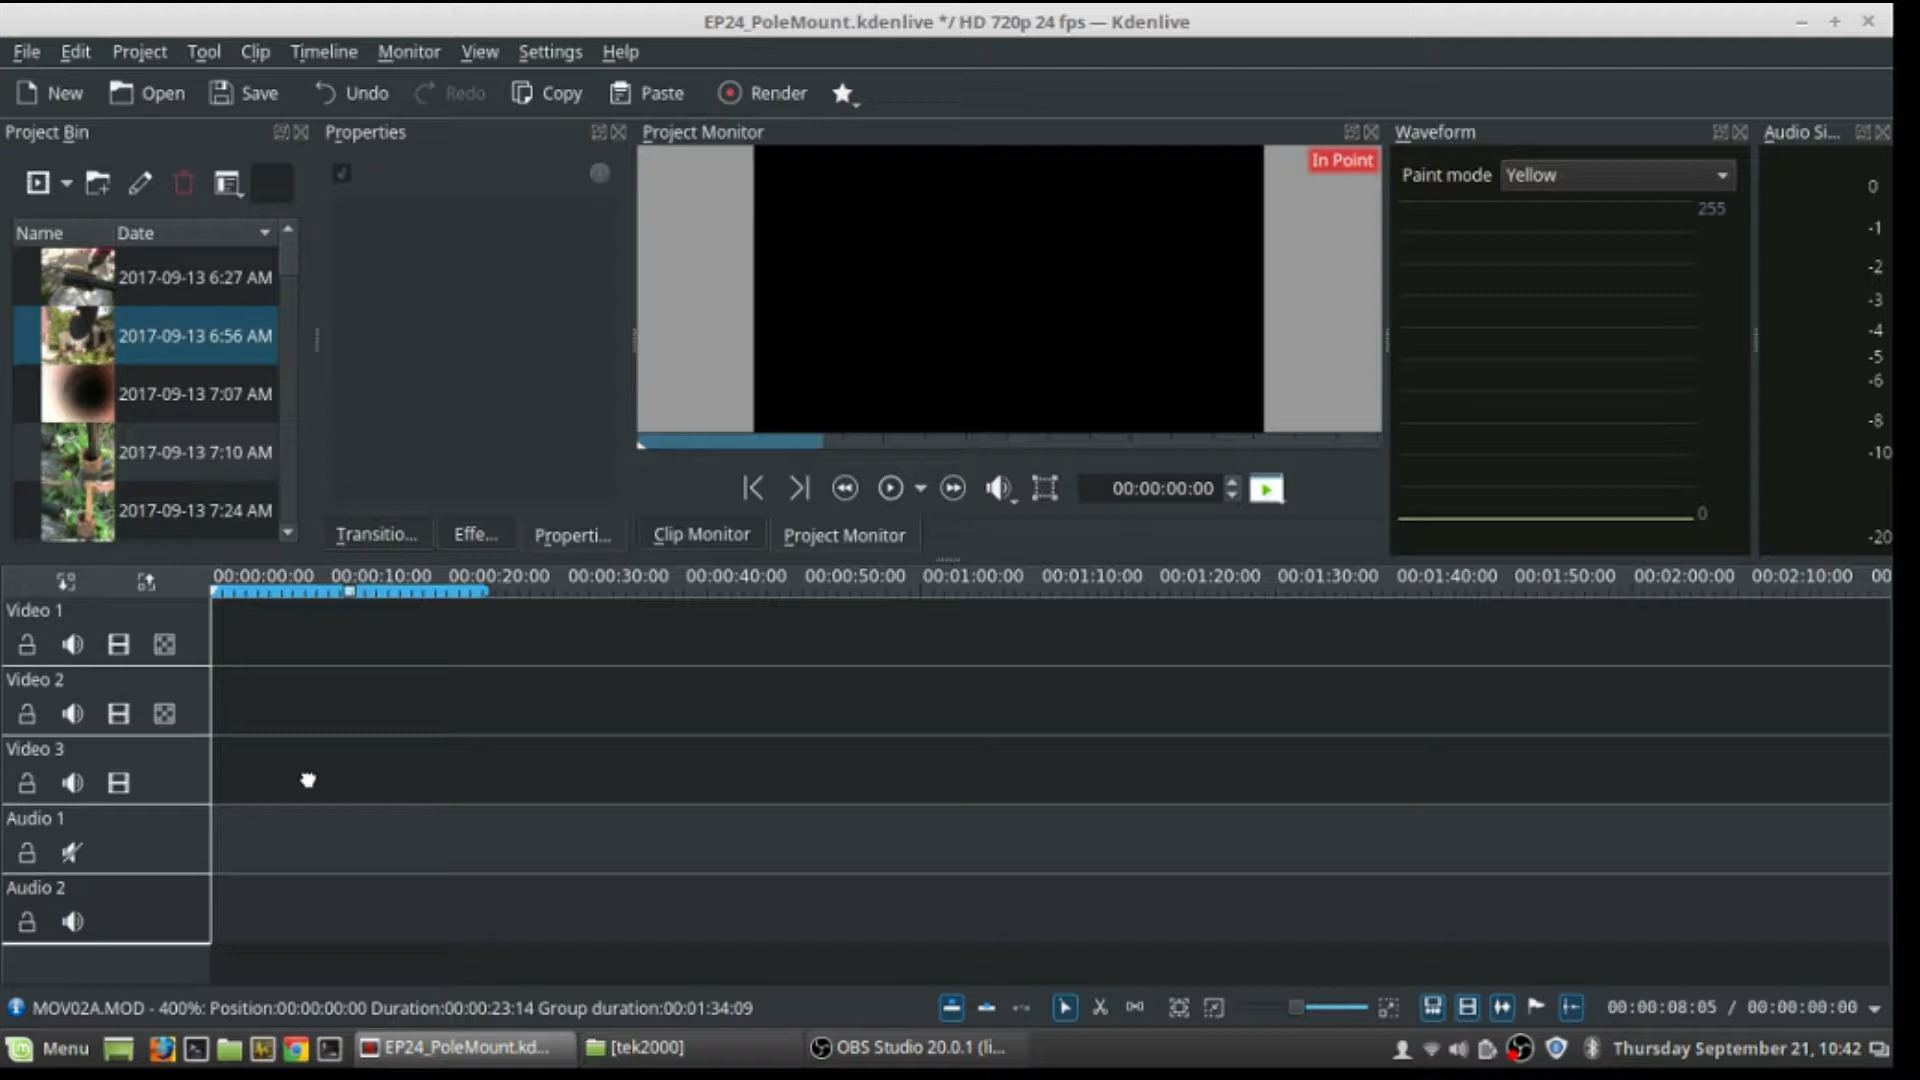 EP24_PoleMount.kdenlive */ HD 720p 24 fps — Kdenlive
File Edit Project Tool Clip Timeline Monitor View Settings Help
New Open Save Undo Redo Copy Paste Render
Project Bin
Properties
Project Monitor
Waveform
Audio Si...
In Point
Paint mode Yellow
255
0
0
-1
-2
-3
-4
-5
-6
-8
-10
-20
Name Date
2017-09-13 6:27 AM
2017-09-13 6:56 AM
2017-09-13 7:07 AM
2017-09-13 7:10 AM
2017-09-13 7:24 AM
00:00:00:00
Transitio... Effe... Properti... Clip Monitor Project Monitor
00:00:00:00 00:00:10:00 00:00:20:00 00:00:30:00 00:00:40:00 00:00:50:00 00:01:00:00 00:01:10:00 00:01:20:00 00:01:30:00 00:01:40:00 00:01:50:00 00:02:00:00 00:02:10:00 00
Video 1
Video 2
Video 3
Audio 1
Audio 2
MOV02A.MOD - 400%: Position:00:00:00:00 Duration:00:00:23:14 Group duration:00:01:34:09
00:00:08:05 / 00:00:00:00
Menu EP24_PoleMount.kd... [tek2000] OBS Studio 20.0.1 (li... Thursday September 21, 10:42